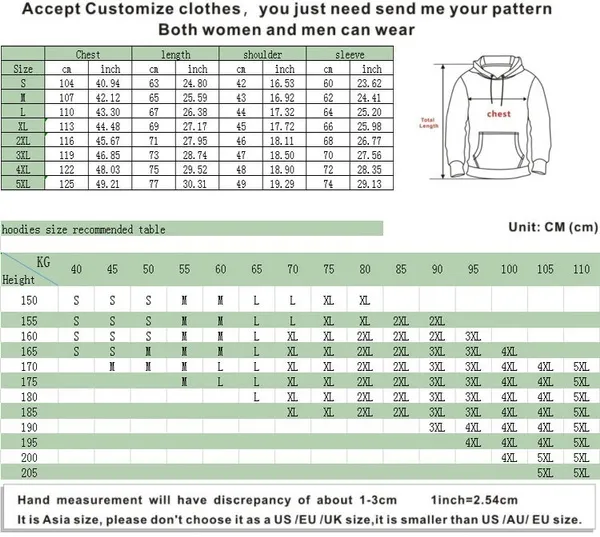 Accept Customize clothes, you just need send me your pattern
Both women and men can wear
Chest length shoulder sleeve
Size cm inch cm inch cm inch cm inch
S 104 40.94 63 24.80 42 16.53 60 23.62
M 107 42.12 65 25.59 43 16.92 62 24.41
L 110 43.30 67 26.38 44 17.32 64 25.20
XL 113 44.48 69 27.17 45 17.72 66 25.98
2XL 116 45.67 71 27.95 46 18.11 68 26.77
3XL 119 46.85 73 28.74 47 18.50 70 27.56
4XL 122 48.03 75 29.52 48 18.90 72 28.35
5XL 125 49.21 77 30.31 49 19.29 74 29.13
Total
Length
chest
hoodies size recommended table
Unit: CM (cm)
KG
Height
40 45 50 55 60 65 70 75 80 85 90 95 100 105 110
150 S S S M M L L XL XL
155 S S S M M L L XL XL 2XL 2XL
160 S S S M M L XL XL 2XL 2XL 3XL 3XL
165 S S M M M L XL XL 2XL 2XL 3XL 3XL 4XL
170 M M M L L XL XL 2XL 2XL 3XL 3XL 4XL 4XL 5XL
175 M L L XL XL 2XL 2XL 3XL 3XL 4XL 4XL 5XL
180 L XL XL 2XL 2XL 3XL 3XL 4XL 4XL 5XL
185 XL XL 2XL 2XL 3XL 3XL 4XL 4XL 5XL
190 3XL 4XL 4XL 5XL 5XL
195 4XL 4XL 5XL 5XL
200 4XL 5XL 5XL
205 5XL 5XL
Hand measurement will have discrepancy of about 1-3cm 1inch=2.54cm
It is Asia size, please don't choose it as a US /EU /UK size,it is smaller than US /AU/ EU size.